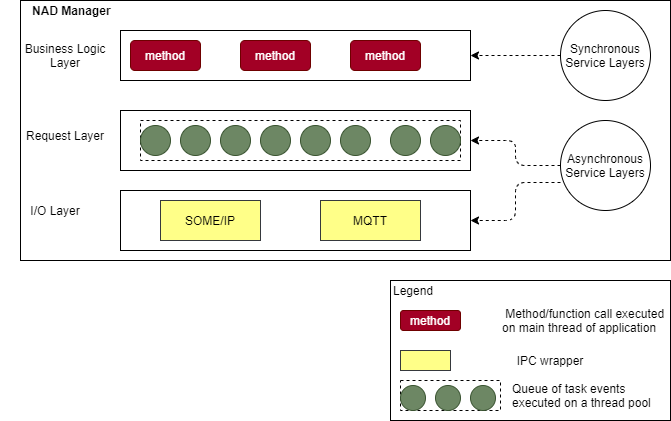 NAD Manager
Business Logic
Layer
method
method
method
Synchronous
Service Layers
Request Layer
Asynchronous
Service Layers
I/O Layer
SOME/IP
MQTT
Legend
method
Method/function call executed
on main thread of application
IPC wrapper
Queue of task events
executed on a thread pool